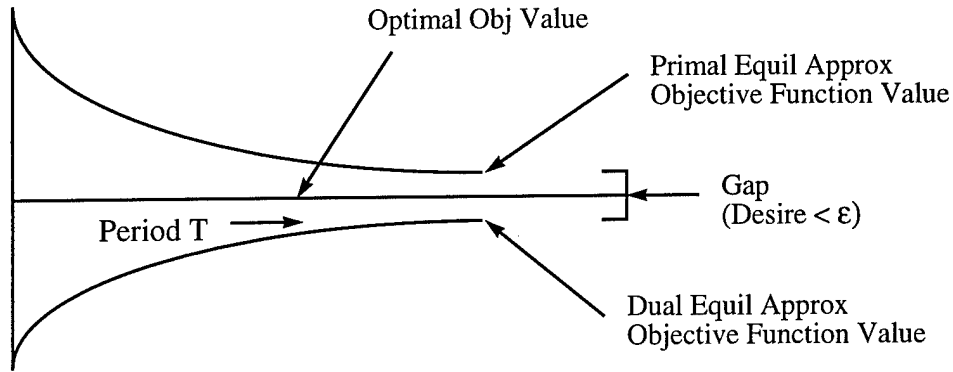 Optimal Obj Value
Primal Equil Approx
Objective Function Value
Gap
(Desire < ε)
Period T
Dual Equil Approx
Objective Function Value